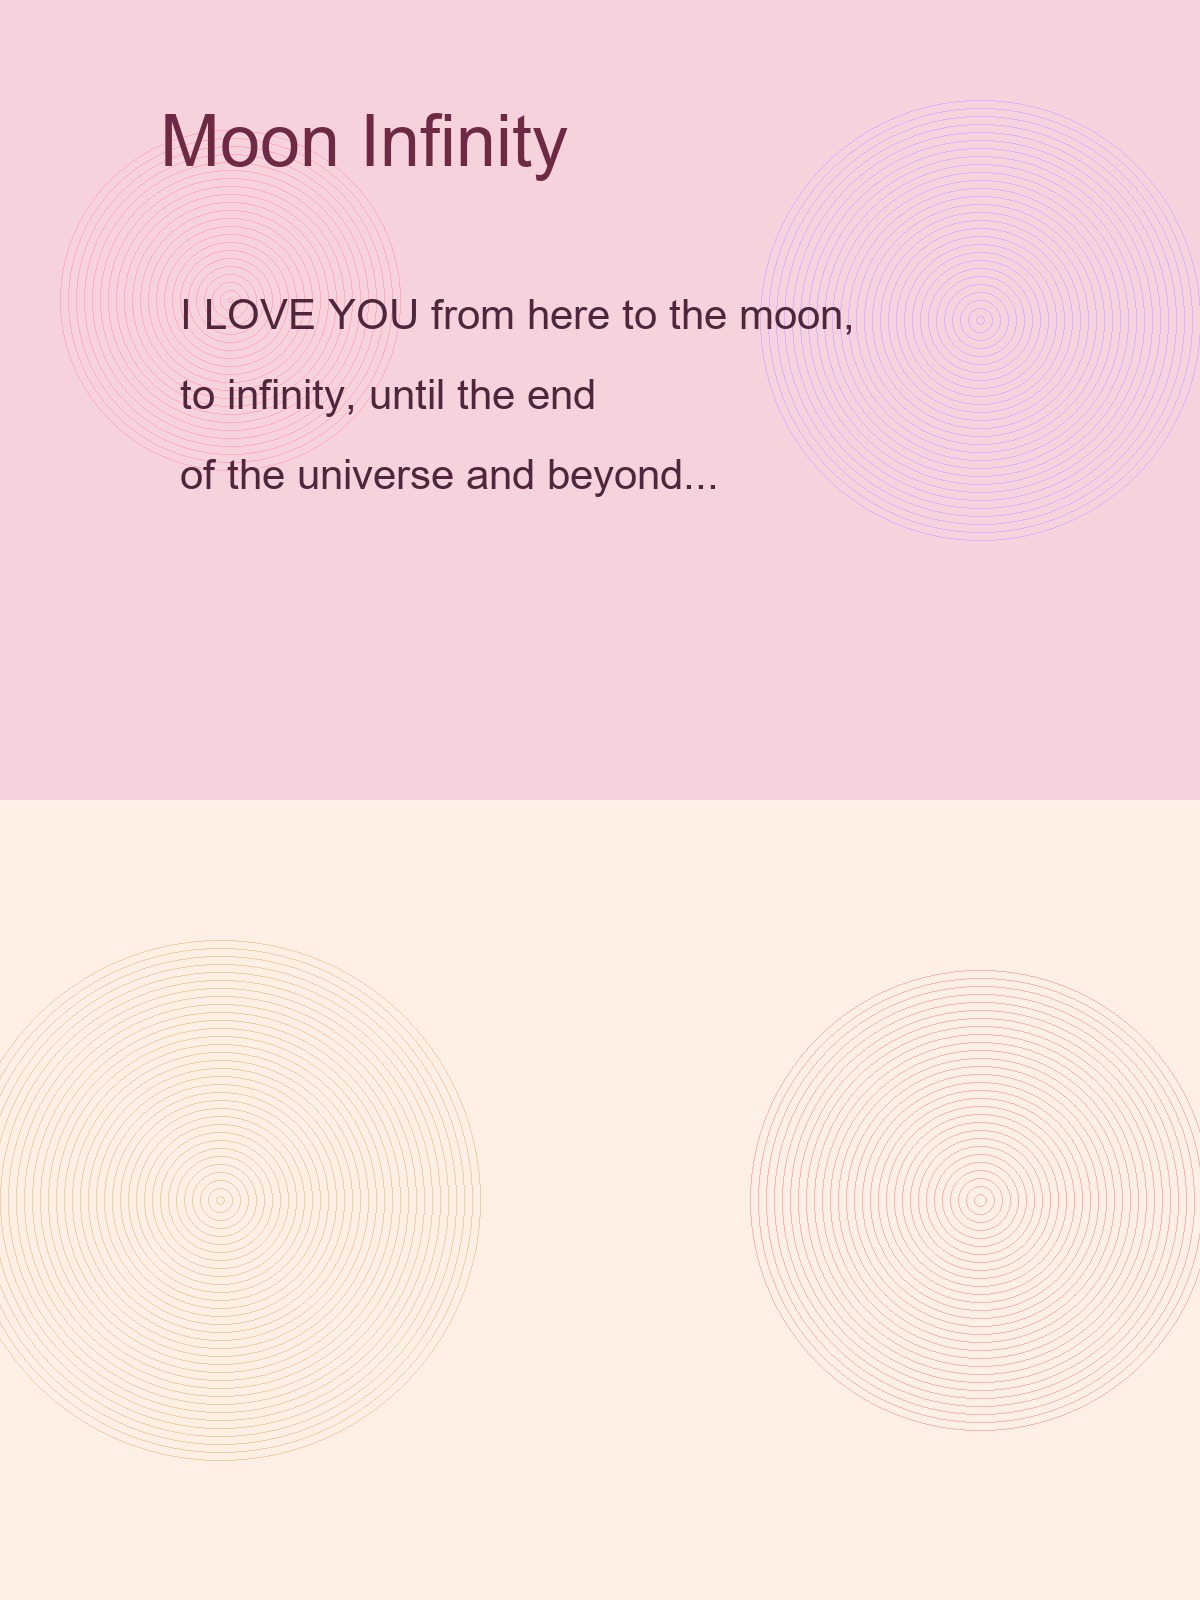 Moon Infinity
I LOVE YOU from here to the moon,
to infinity, until the end
of the universe and beyond...